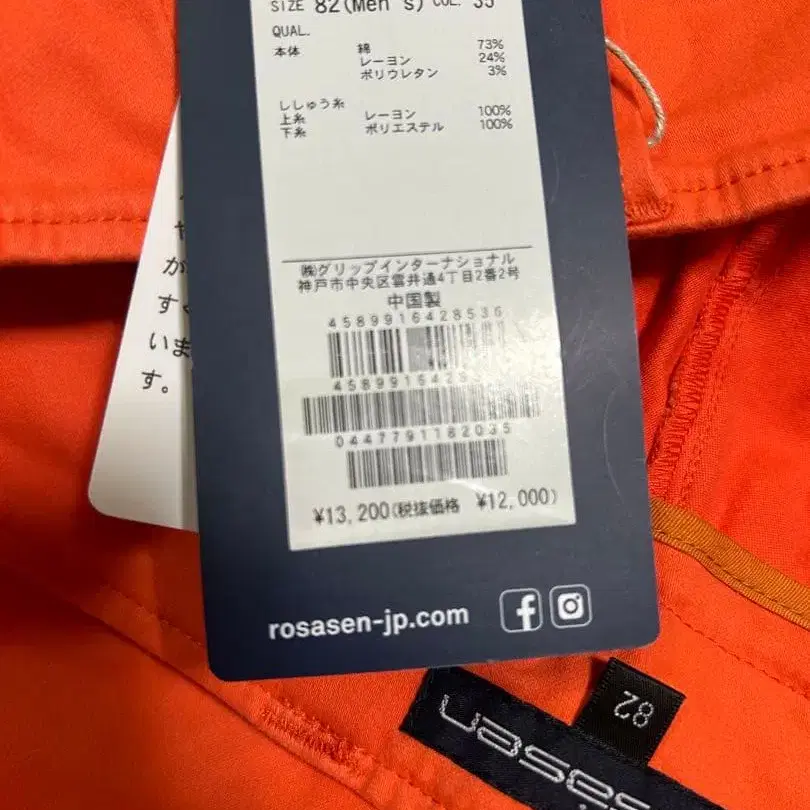 SIZE 82(Men's) COL. 35
QUAL.
本体 綿 73%
レーヨン 24%
ポリウレタン 3%
ししゅう糸
上糸 レーヨン 100%
下糸 ポリエステル 100%
㈱グリップインターナショナル
神戸市中央区雲井通4丁目2番2号
中国製
4589916428536
0447791182035
¥13,200(税抜価格 ¥12,000)
rosasen-jp.com
が
すく
いま
す。
82
rosasen